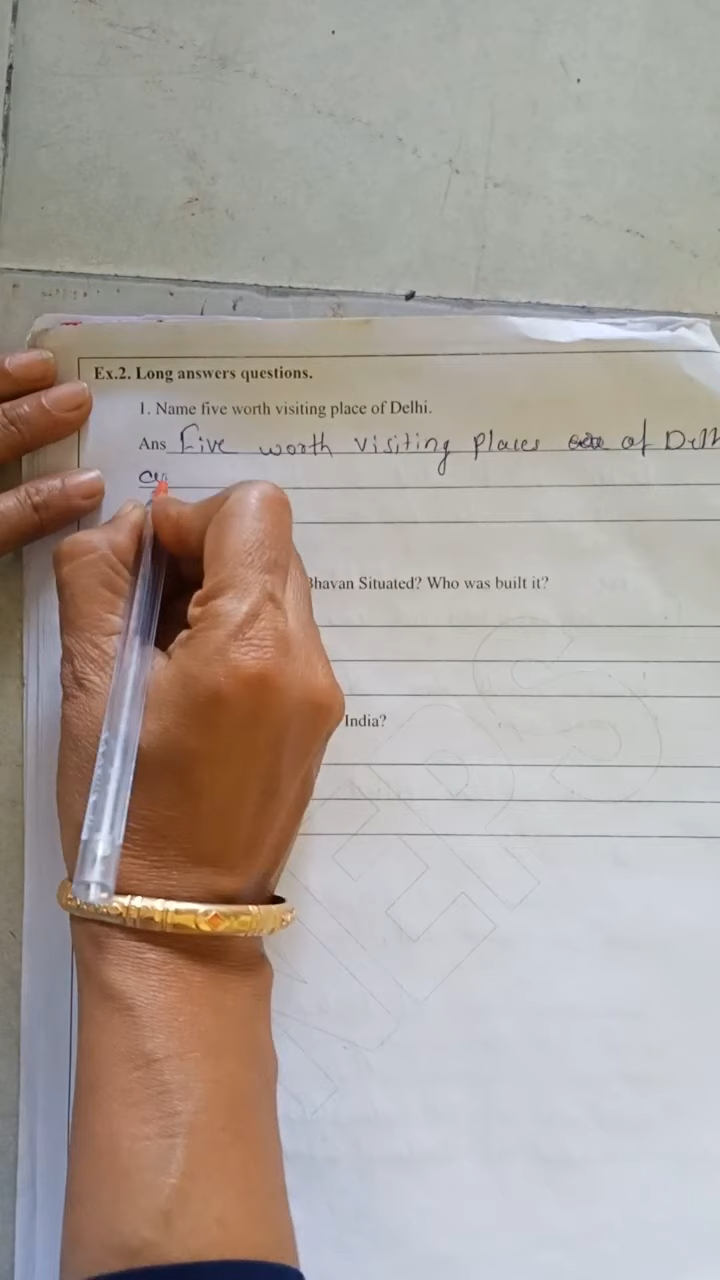 Ex.2. Long answers questions.
1. Name five worth visiting place of Delhi.
Ans Five worth visiting places of Delh
Bhavan Situated? Who was built it?
India?